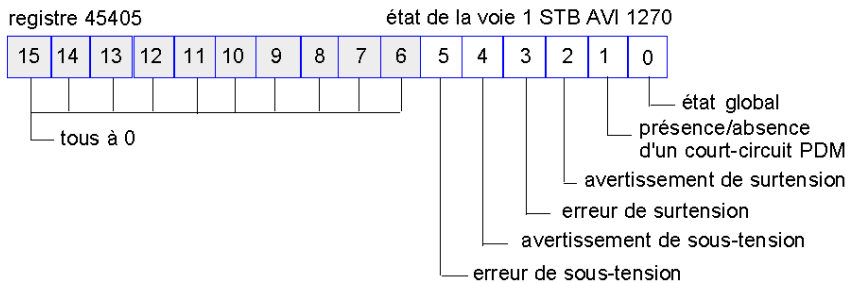 registre 45405
état de la voie 1 STB AVI 1270
15 14 13 12 11 10 9 8 7 6 5 4 3 2 1 0
état global
tous à 0
présence/absence
d'un court-circuit PDM
avertissement de surtension
erreur de surtension
avertissement de sous-tension
erreur de sous-tension